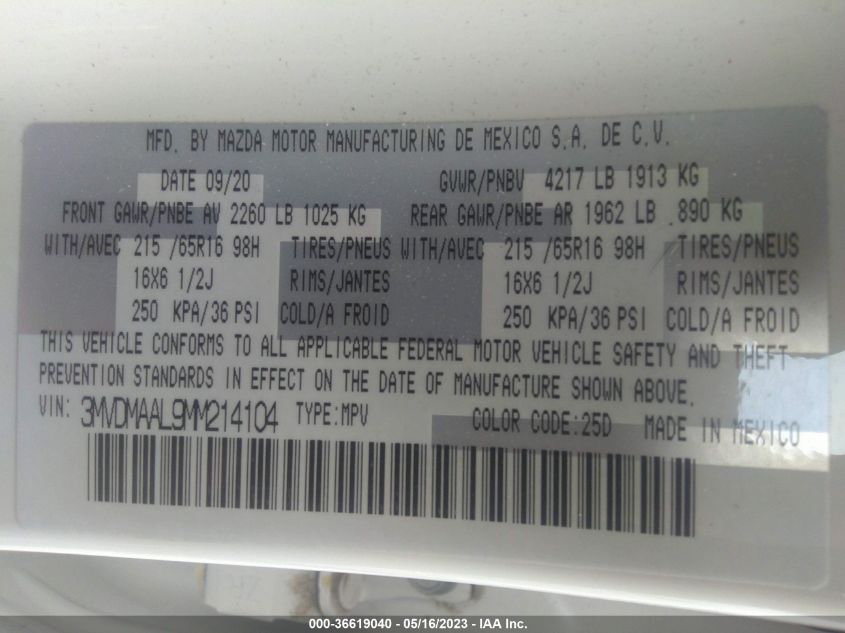 MFD. BY MAZDA MOTOR MANUFACTURING DE MEXICO S.A. DE C.V.
DATE 09/20 GVWR/PNBV 4217 LB 1913 KG
FRONT GAWR/PNBE AV 2260 LB 1025 KG REAR GAWR/PNBE AR 1962 LB 890 KG
WITH/AVEC 215 /65R16 98H TIRES/PNEUS WITH/AVEC 215 /65R16 98H TIRES/PNEUS
16X6 1/2J RIMS/JANTES 16X6 1/2J RIMS/JANTES
250 KPA/36 PSI COLD/A FROID 250 KPA/36 PSI COLD/A FROID
THIS VEHICLE CONFORMS TO ALL APPLICABLE FEDERAL MOTOR VEHICLE SAFETY AND THEFT
PREVENTION STANDARDS IN EFFECT ON THE DATE OF MANUFACTURE SHOWN ABOVE.
VIN: 3MVDMAAL9MM214104 TYPE:MPV COLOR CODE:25D MADE IN MEXICO
000-36619040 - 05/16/2023 - IAA Inc.